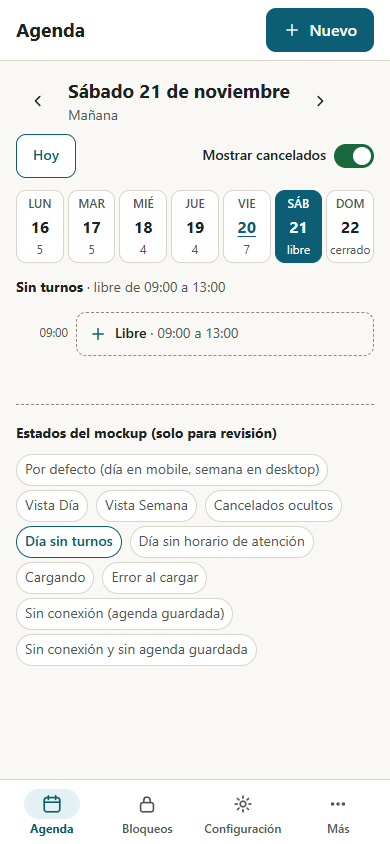 Agenda
+ Nuevo
Sábado 21 de noviembre
Mañana
Hoy
Mostrar cancelados
LUN MAR MIÉ JUE VIE SÁB DOM
16 17 18 19 20 21 22
5 5 4 4 7 libre cerrado
Sin turnos · libre de 09:00 a 13:00
09:00 + Libre · 09:00 a 13:00
Estados del mockup (solo para revisión)
Por defecto (día en mobile, semana en desktop)
Vista Día Vista Semana Cancelados ocultos
Día sin turnos Día sin horario de atención
Cargando Error al cargar
Sin conexión (agenda guardada)
Sin conexión y sin agenda guardada
Agenda Bloqueos Configuración Más